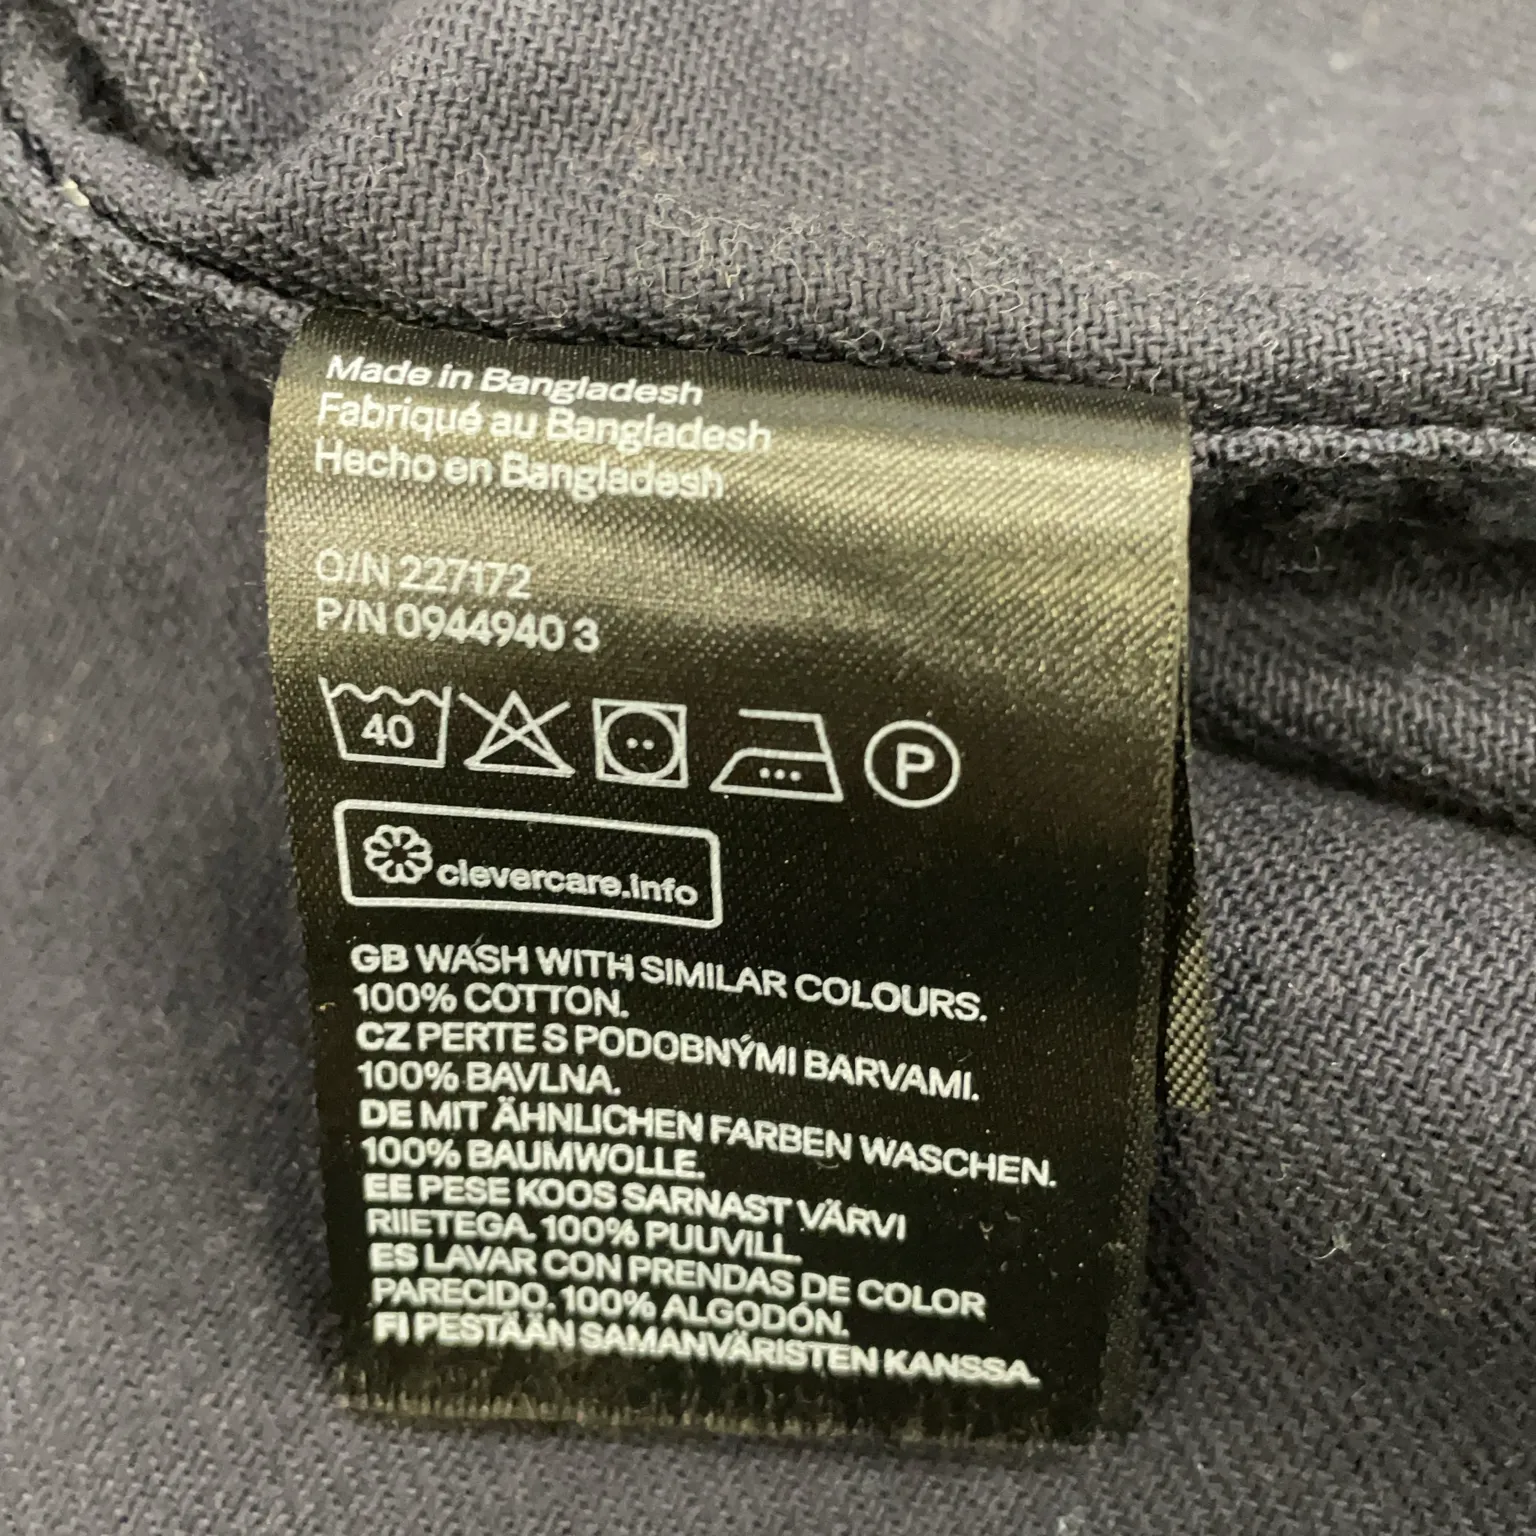 Made in Bangladesh
Fabriqué au Bangladesh
Hecho en Bangladesh
O/N 227172
P/N 0944940 3
40
P
clevercare.info
GB WASH WITH SIMILAR COLOURS.
100% COTTON.
CZ PERTE S PODOBNÝMI BARVAMI.
100% BAVLNA.
DE MIT ÄHNLICHEN FARBEN WASCHEN.
100% BAUMWOLLE.
EE PESE KOOS SARNAST VÄRVI
RIIETEGA. 100% PUUVILL.
ES LAVAR CON PRENDAS DE COLOR
PARECIDO. 100% ALGODÓN.
FI PESTÄÄN SAMANVÄRISTEN KANSSA.